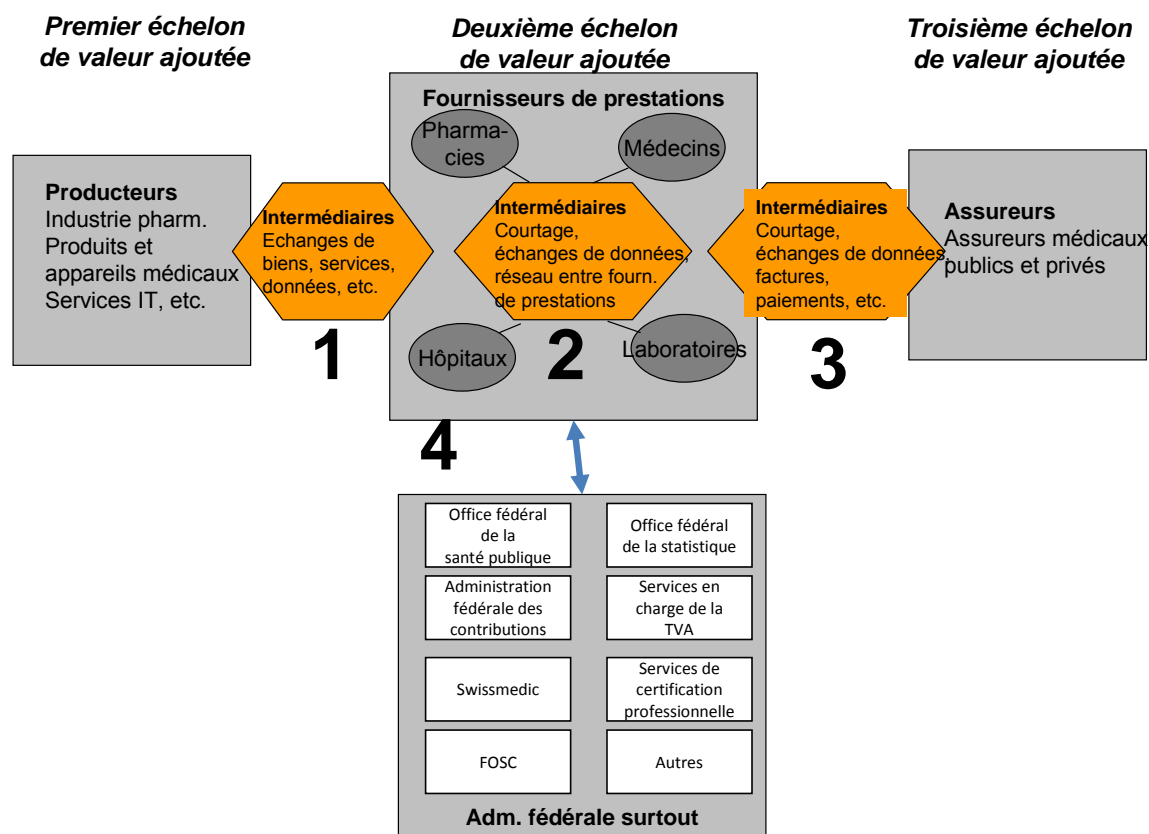 Premier échelon
de valeur ajoutée
Deuxième échelon
de valeur ajoutée
Troisième échelon
de valeur ajoutée
Producteurs
Industrie pharm.
Produits et
appareils médicaux
Services IT, etc.
Intermédiaires
Echanges de
biens, services,
données, etc.
1
Fournisseurs de prestations
Pharma-
cies
Médecins
Intermédiaires
Courtage,
échanges de données,
réseau entre fourn.
de prestations
Hôpitaux
2
Laboratoires
Intermédiaires
Courtage,
échanges de données,
factures,
paiements, etc.
3
Assureurs
Assureurs médicaux
publics et privés
4
Office fédéral
de la
santé publique
Office fédéral
de la statistique
Administration
fédérale des
contributions
Services en
charge de la
TVA
Swissmedic
Services de
certification
professionnelle
FOSC
Autres
Adm. fédérale surtout